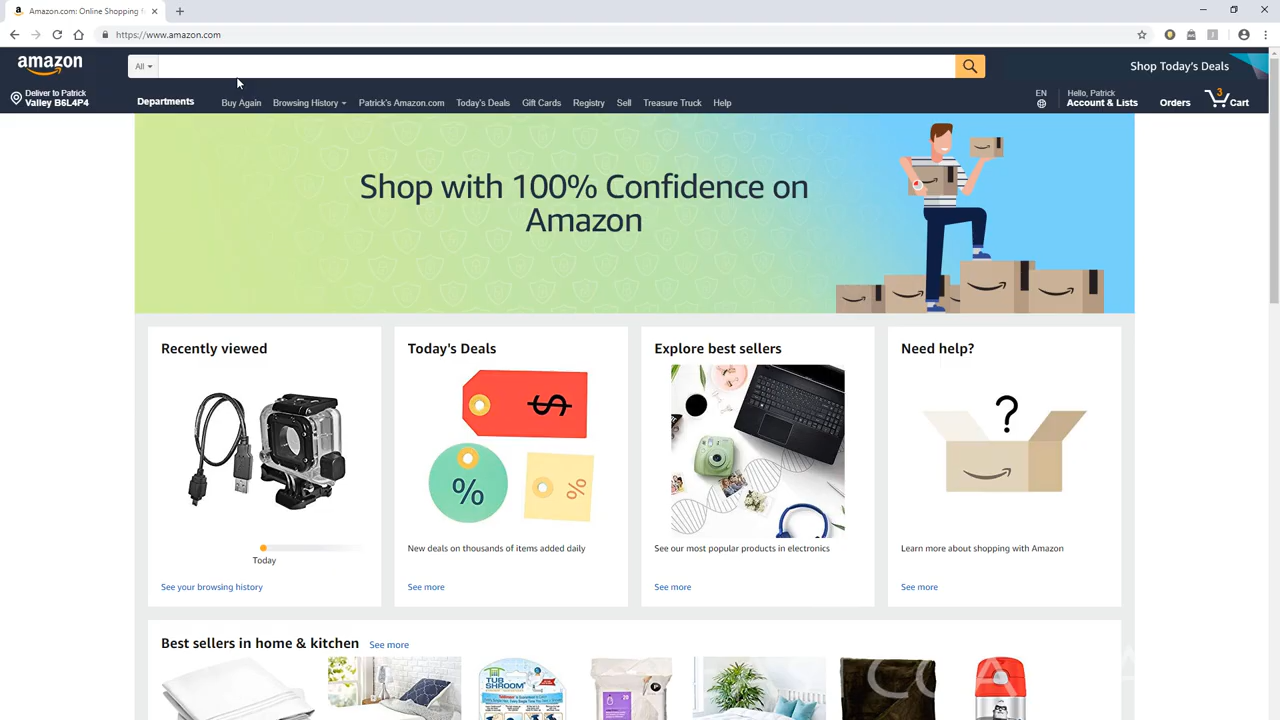 Amazon.com: Online Shopping f
https://www.amazon.com
amazon
All
Shop Today's Deals
Deliver to Patrick
Valley B6L4P4
Departments
Buy Again
Browsing History
Patrick's Amazon.com
Today's Deals
Gift Cards
Registry
Sell
Treasure Truck
Help
EN
Hello, Patrick
Account & Lists
Orders
3
Cart
Shop with 100% Confidence on
Amazon
Recently viewed
Today
See your browsing history
Today's Deals
$
%
%
New deals on thousands of items added daily
See more
Explore best sellers
See our most popular products in electronics
See more
Need help?
?
Learn more about shopping with Amazon
See more
Best sellers in home & kitchen
See more
TUB
SHROOM